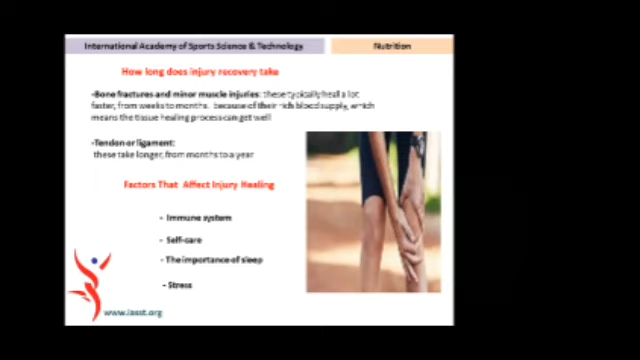 International Academy of Sports Science & Technology
Nutrition
How long does injury recovery take
-Bone fractures and minor muscle injuries: these typically heal a lot
faster, from weeks to months. because of their rich blood supply, which
means the tissue healing process can get well
-Tendon or ligament:
these take longer, from months to a year
Factors That Affect Injury Healing
- Immune system
- Self-care
- The importance of sleep
- Stress
www.iasst.org